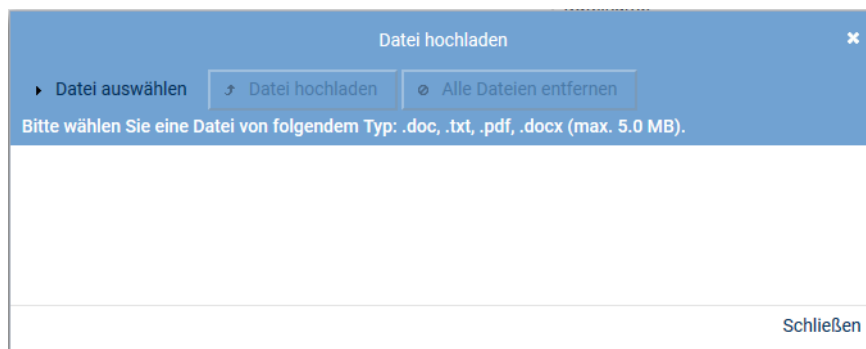 Datei hochladen
Datei auswählen Datei hochladen Alle Dateien entfernen
Bitte wählen Sie eine Datei von folgendem Typ: .doc, .txt, .pdf, .docx (max. 5.0 MB).
Schließen